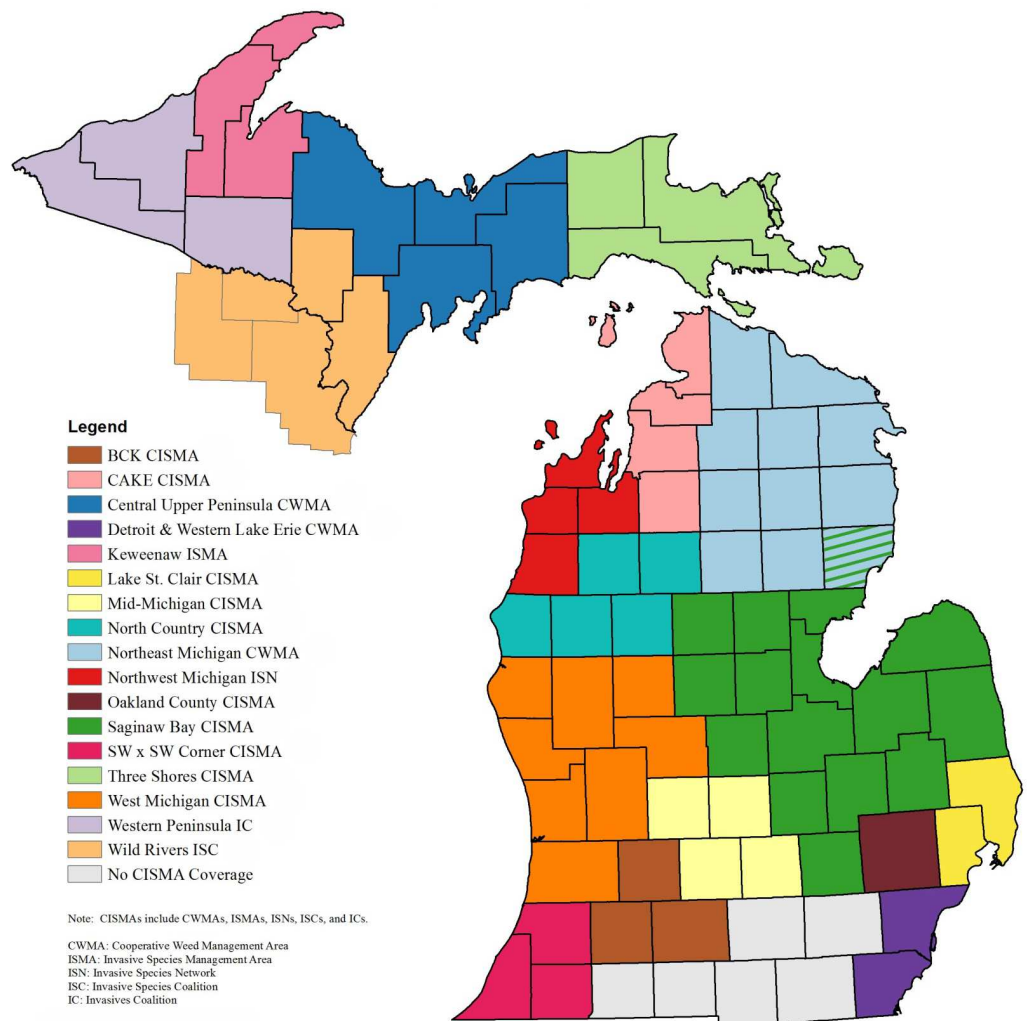 Legend
BCK CISMA
CAKE CISMA
Central Upper Peninsula CWMA
Detroit & Western Lake Erie CWMA
Keweenaw ISMA
Lake St. Clair CISMA
Mid-Michigan CISMA
North Country CISMA
Northeast Michigan CWMA
Northwest Michigan ISN
Oakland County CISMA
Saginaw Bay CISMA
SW x SW Corner CISMA
Three Shores CISMA
West Michigan CISMA
Western Peninsula IC
Wild Rivers ISC
No CISMA Coverage
Note: CISMAs include CWMAs, ISMAs, ISNs, ISCs, and ICs.
CWMA: Cooperative Weed Management Area
ISMA: Invasive Species Management Area
ISN: Invasive Species Network
ISC: Invasive Species Coalition
IC: Invasives Coalition